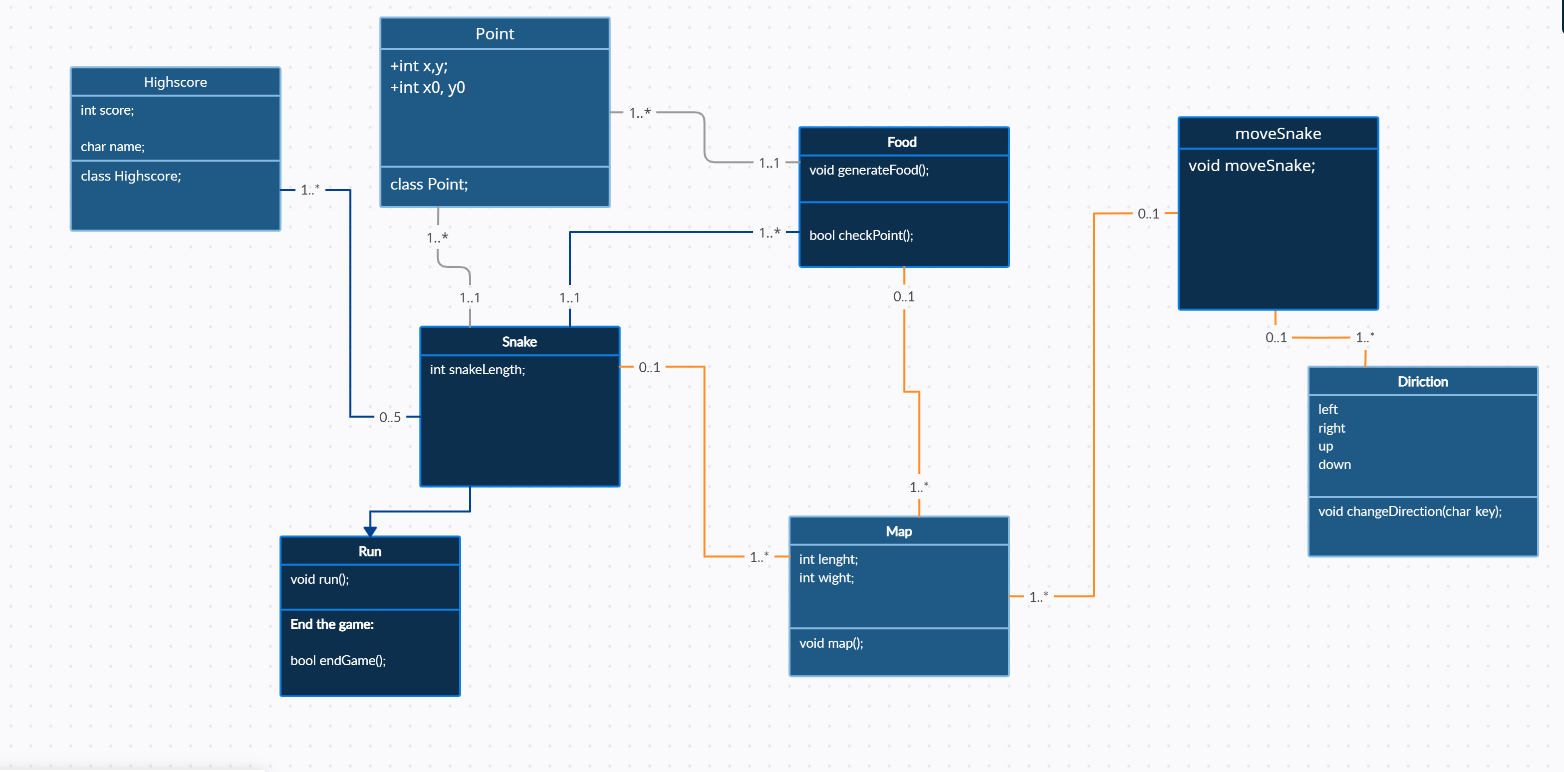 Point
+int x,y;
+int x0, y0
class Point;
Highscore
int score;
char name;
class Highscore;
1..*
1..*
1..1
Food
void generateFood();
bool checkPoint();
moveSnake
void moveSnake;
0..1
1..*
1..*
1..1
1..1
0..1
0..1
1..*
Snake
int snakeLength;
0..1
0..5
Diriction
left
right
up
down
void changeDirection(char key);
1..*
Map
int lenght;
int wight;
void map();
1..*
1..*
Run
void run();
End the game:
bool endGame();